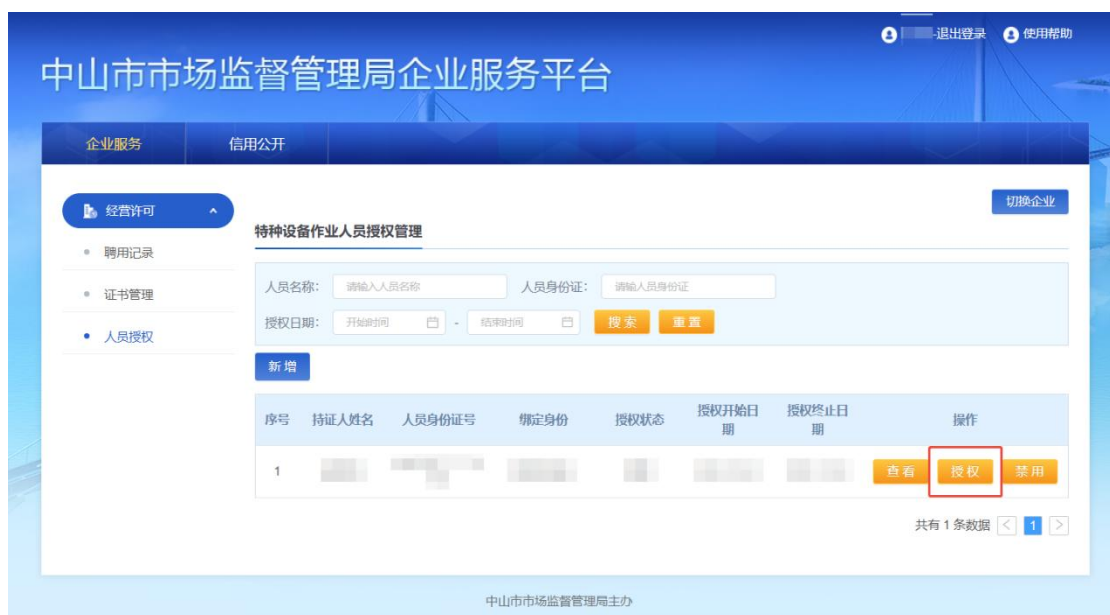 -退出登录 使用帮助
中山市市场监督管理局企业服务平台
企业服务 信用公开
切换企业
经营许可
特种设备作业人员授权管理
聘用记录
人员名称： 请输入人员名称 人员身份证： 请输人员身份证
证书管理
授权日期： 开始时间 - 结束时间 搜索 重置
人员授权
新增
序号 持证人姓名 人员身份证号 绑定身份 授权状态 授权开始日期 授权终止日期 操作
1 查看 授权 禁用
共有 1 条数据 < 1 >
中山市市场监督管理局主办